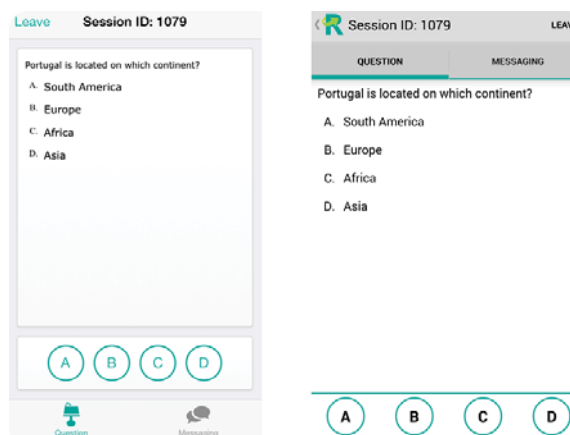 Leave Session ID: 1079
Portugal is located on which continent?
A. South America
B. Europe
C. Africa
D. Asia
A B C D
Question Messaging
Session ID: 1079 LEAV
QUESTION MESSAGING
Portugal is located on which continent?
A. South America
B. Europe
C. Africa
D. Asia
A B C D